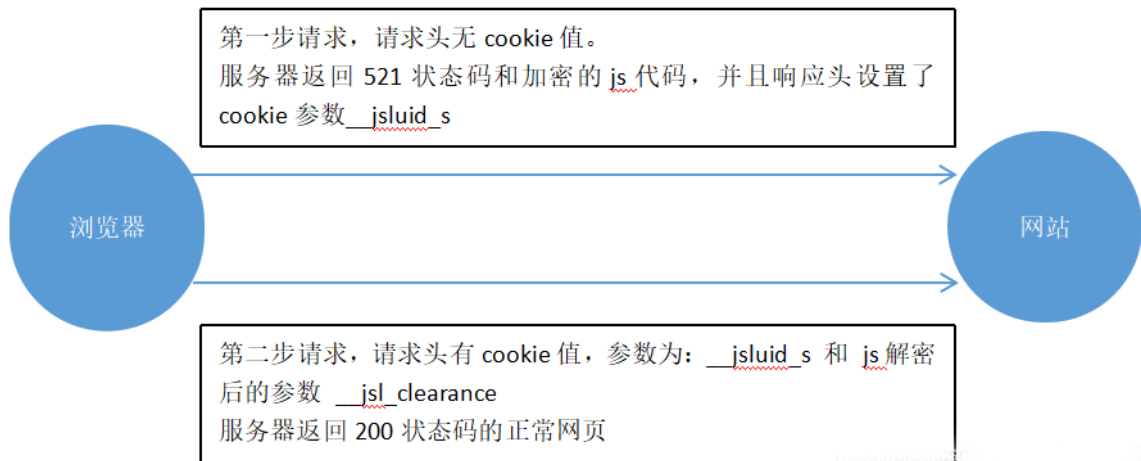 第一步请求，请求头无 cookie 值。
服务器返回 521 状态码和加密的 js 代码，并且响应头设置了
cookie 参数__jsluid_s
浏览器
网站
第二步请求，请求头有 cookie 值，参数为：__jsluid_s 和 js 解密
后的参数 __jsl_clearance
服务器返回 200 状态码的正常网页